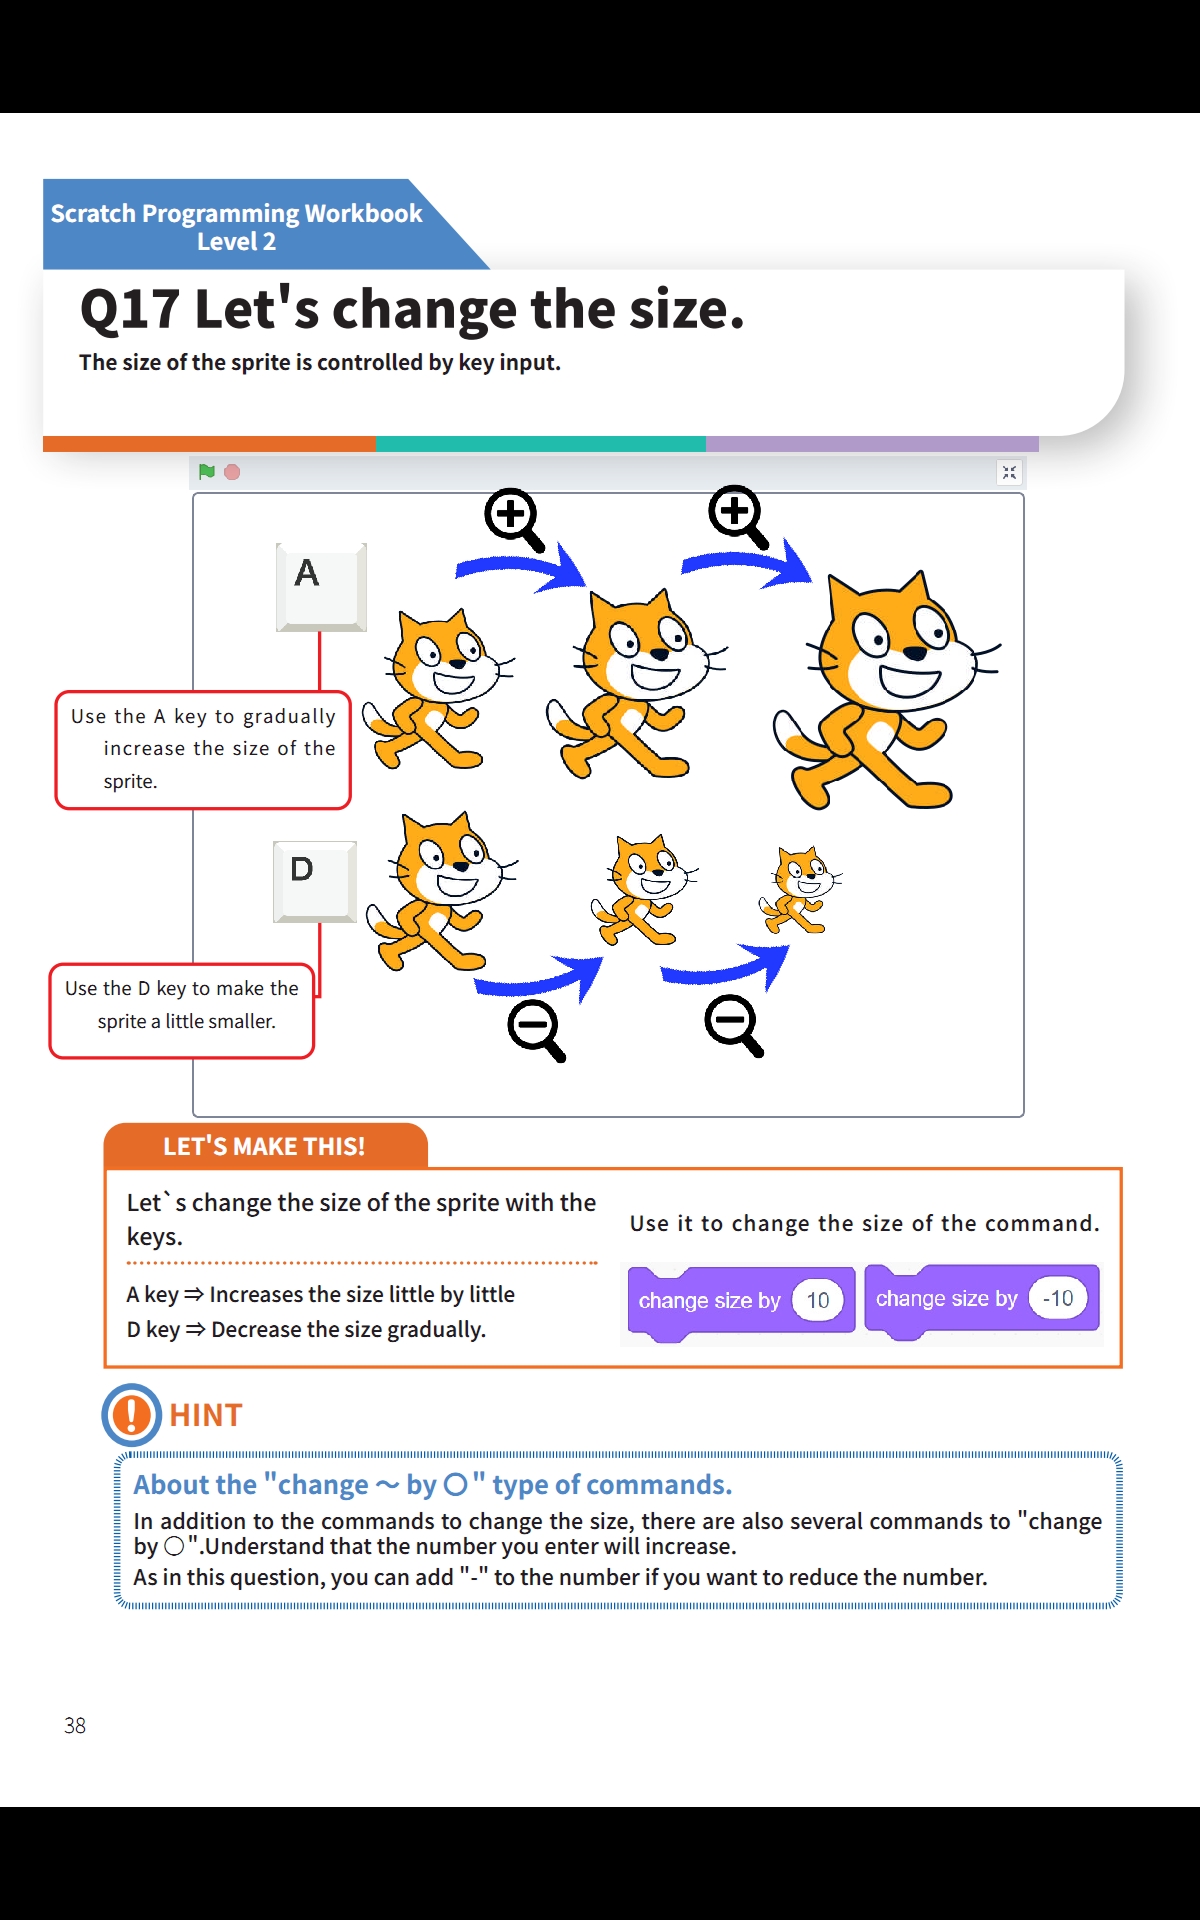 Scratch Programming Workbook
Level 2
Q17 Let's change the size.
The size of the sprite is controlled by key input.
A
Use the A key to gradually
increase the size of the
sprite.
D
Use the D key to make the
sprite a little smaller.
LET'S MAKE THIS!
Let`s change the size of the sprite with the
keys.
A key ⇒ Increases the size little by little
D key ⇒ Decrease the size gradually.
Use it to change the size of the command.
change size by 10
change size by -10
HINT
About the "change ～ by ○" type of commands.
In addition to the commands to change the size, there are also several commands to "change
by ○".Understand that the number you enter will increase.
As in this question, you can add "-" to the number if you want to reduce the number.
38